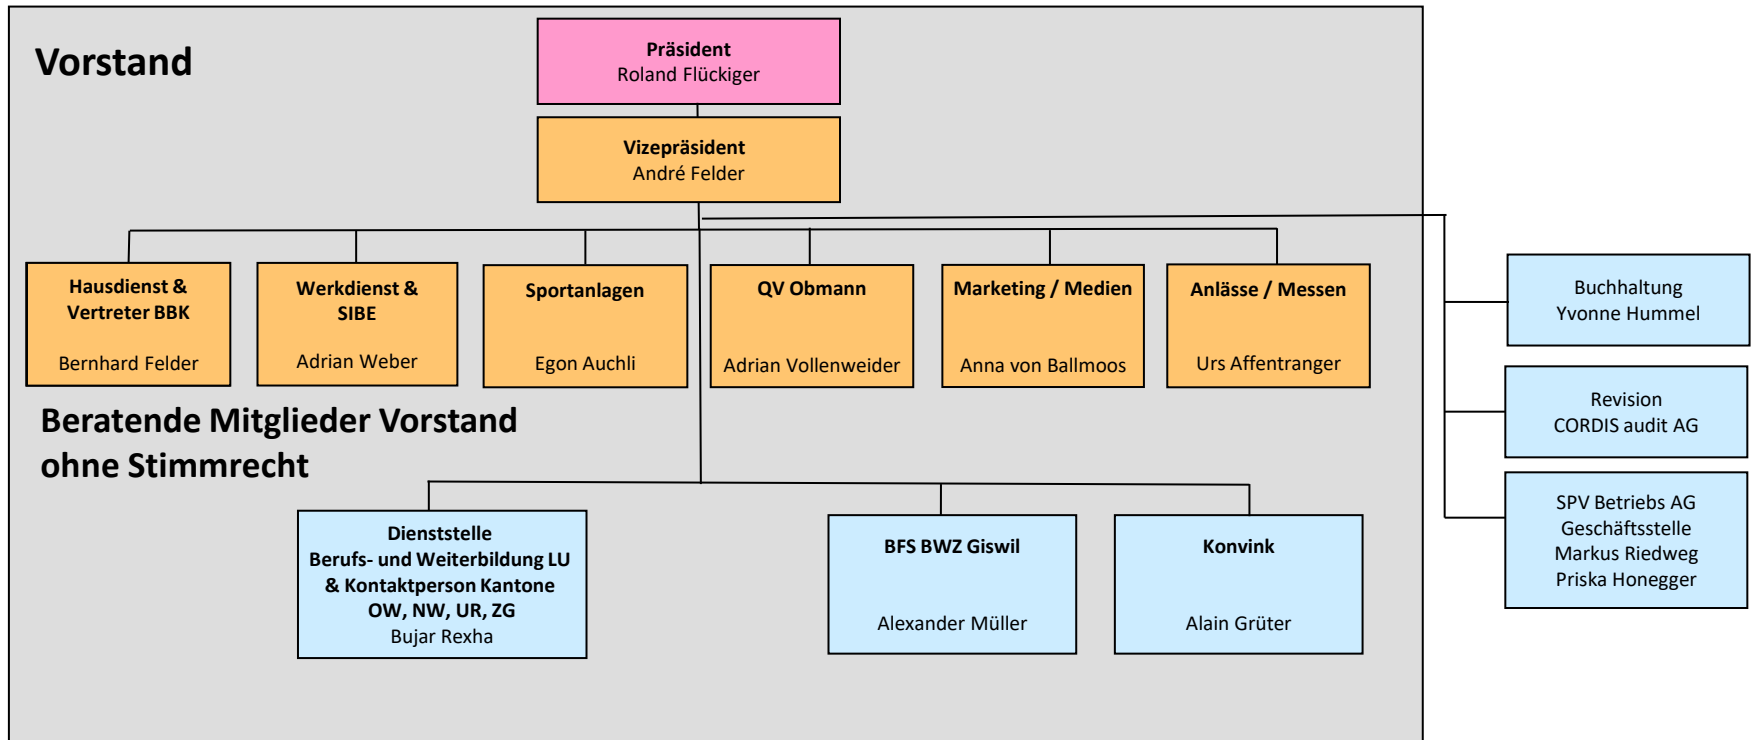 Vorstand
Präsident
Roland Flückiger
Vizepräsident
André Felder
Hausdienst &
Vertreter BBK
Bernhard Felder
Werkdienst &
SIBE
Adrian Weber
Sportanlagen
Egon Auchli
QV Obmann
Adrian Vollenweider
Marketing / Medien
Anna von Ballmoos
Anlässe / Messen
Urs Affentranger
Buchhaltung
Yvonne Hummel
Revision
CORDIS audit AG
SPV Betriebs AG
Geschäftsstelle
Markus Riedweg
Priska Honegger
Beratende Mitglieder Vorstand
ohne Stimmrecht
Dienststelle
Berufs- und Weiterbildung LU
& Kontaktperson Kantone
OW, NW, UR, ZG
Bujar Rexha
BFS BWZ Giswil
Alexander Müller
Konvink
Alain Grüter